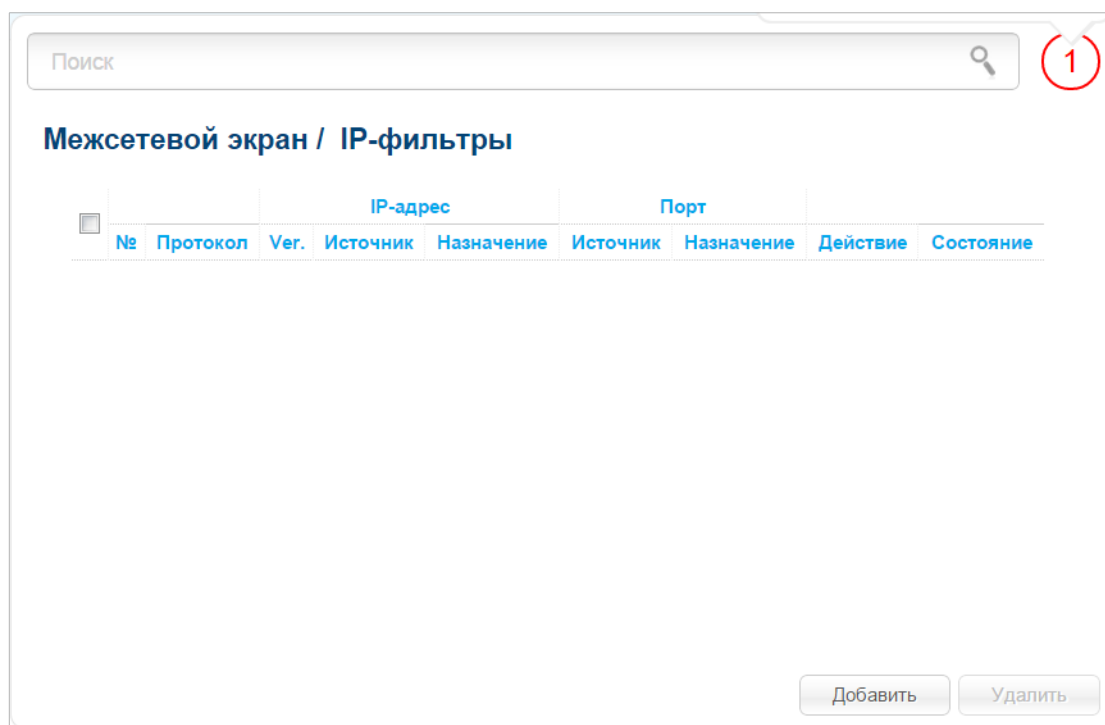 Поиск 1
Межсетевой экран / IP-фильтры
IP-адрес Порт
№ Протокол Ver. Источник Назначение Источник Назначение Действие Состояние
Добавить Удалить